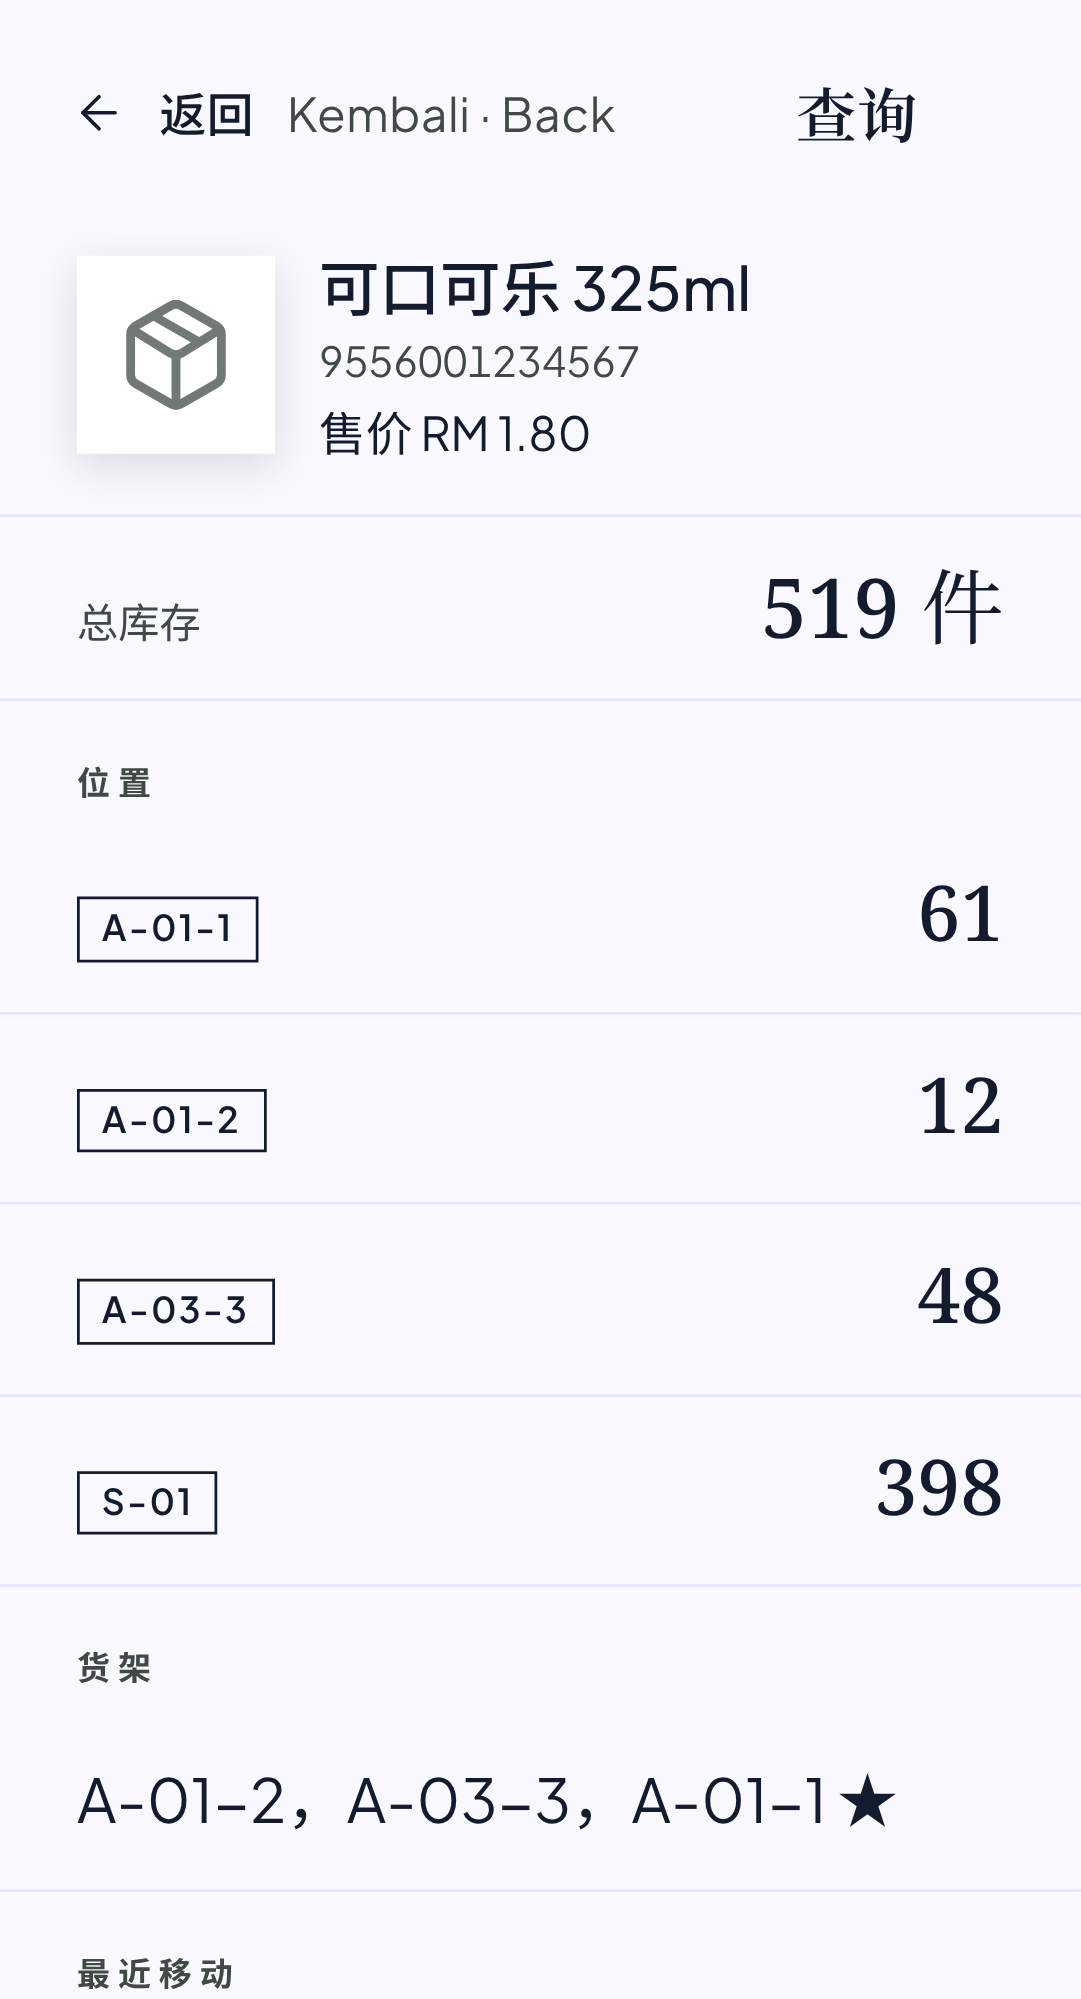 返回 Kembali · Back 查询
可口可乐 325ml
9556001234567
售价 RM 1.80
总库存 519 件
位置
A-01-1 61
A-01-2 12
A-03-3 48
S-01 398
货架
A-01-2，A-03-3，A-01-1 ★
最近移动